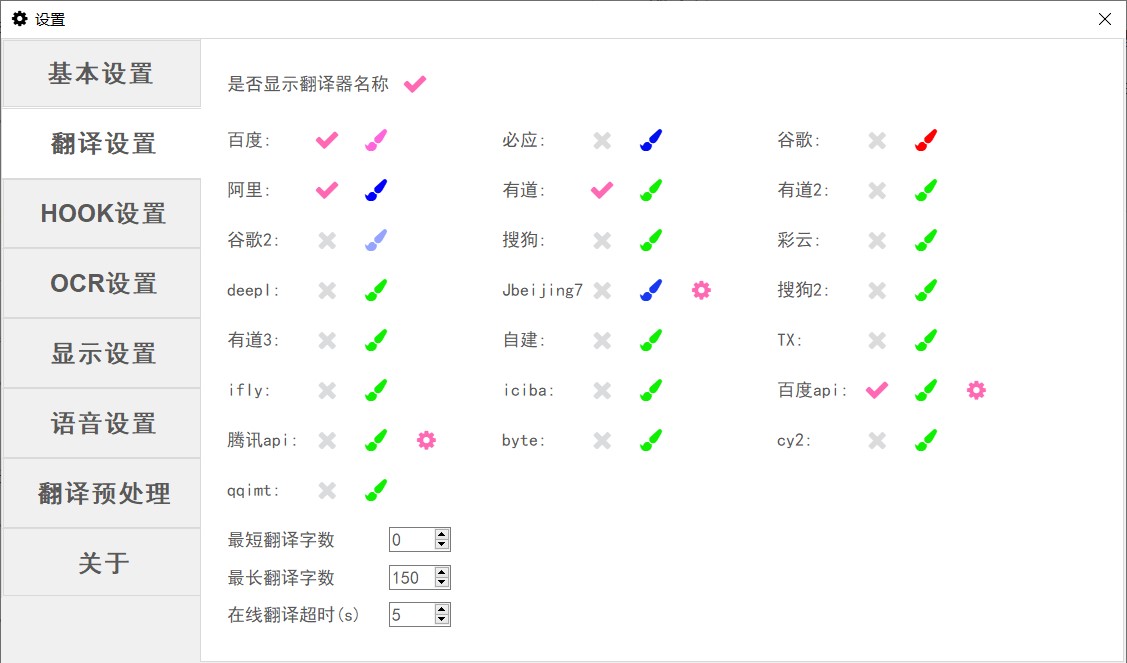 设置
基本设置
翻译设置
HOOK设置
OCR设置
显示设置
语音设置
翻译预处理
关于
是否显示翻译器名称
百度: 必应: 谷歌:
阿里: 有道: 有道2:
谷歌2: 搜狗: 彩云:
deepl: Jbeijing7 搜狗2:
有道3: 自建: TX:
ifly: iciba: 百度api:
腾讯api: byte: cy2:
qqimt:
最短翻译字数 0
最长翻译字数 150
在线翻译超时(s) 5